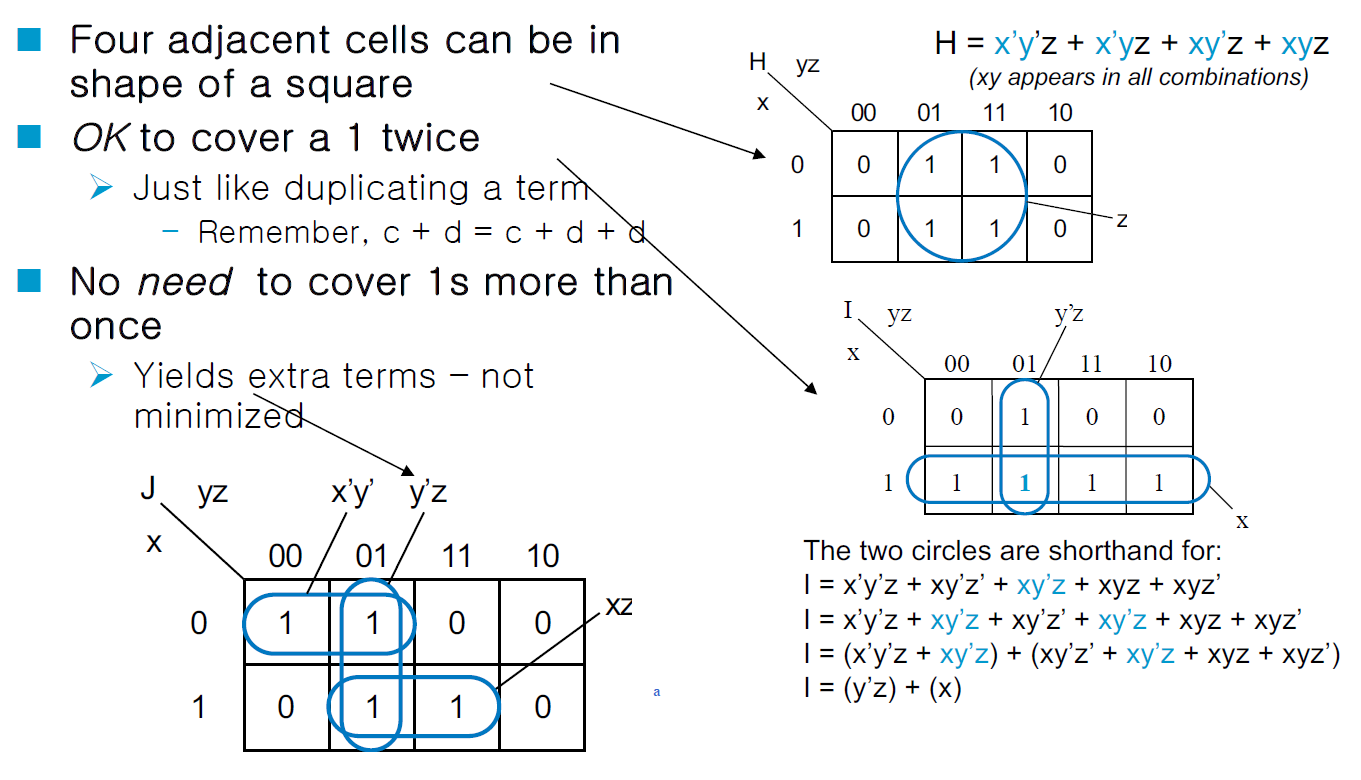 Four adjacent cells can be in
shape of a square
OK to cover a 1 twice
Just like duplicating a term
– Remember, c + d = c + d + d
No need to cover 1s more than
once
Yields extra terms – not
minimized
H = x’y’z + x’yz + xy’z + xyz
(xy appears in all combinations)
H yz
x
00 01 11 10
0 0 1 1 0
1 0 1 1 0
z
I yz y’z
x
00 01 11 10
0 0 1 0 0
1 1 1 1 1
x
The two circles are shorthand for:
I = x’y’z + xy’z’ + xy’z + xyz + xyz’
I = x’y’z + xy’z + xy’z’ + xy’z + xyz + xyz’
I = (x’y’z + xy’z) + (xy’z’ + xy’z + xyz + xyz’)
I = (y’z) + (x)
J yz x’y’ y’z
x
00 01 11 10
0 1 1 0 0
xz
1 0 1 1 0
a